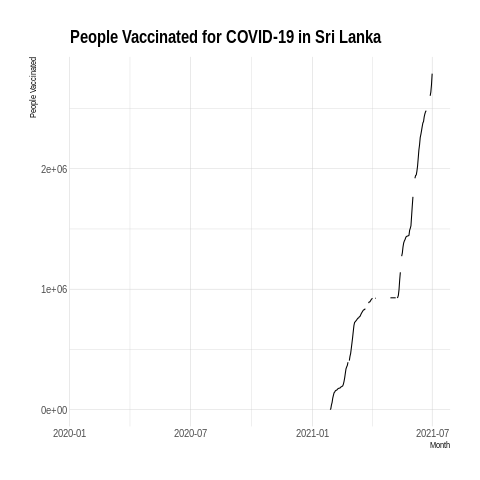 People Vaccinated for COVID-19 in Sri Lanka
People Vaccinated
2e+06
1e+06
0e+00
2020-01 2020-07 2021-01 2021-07
Month